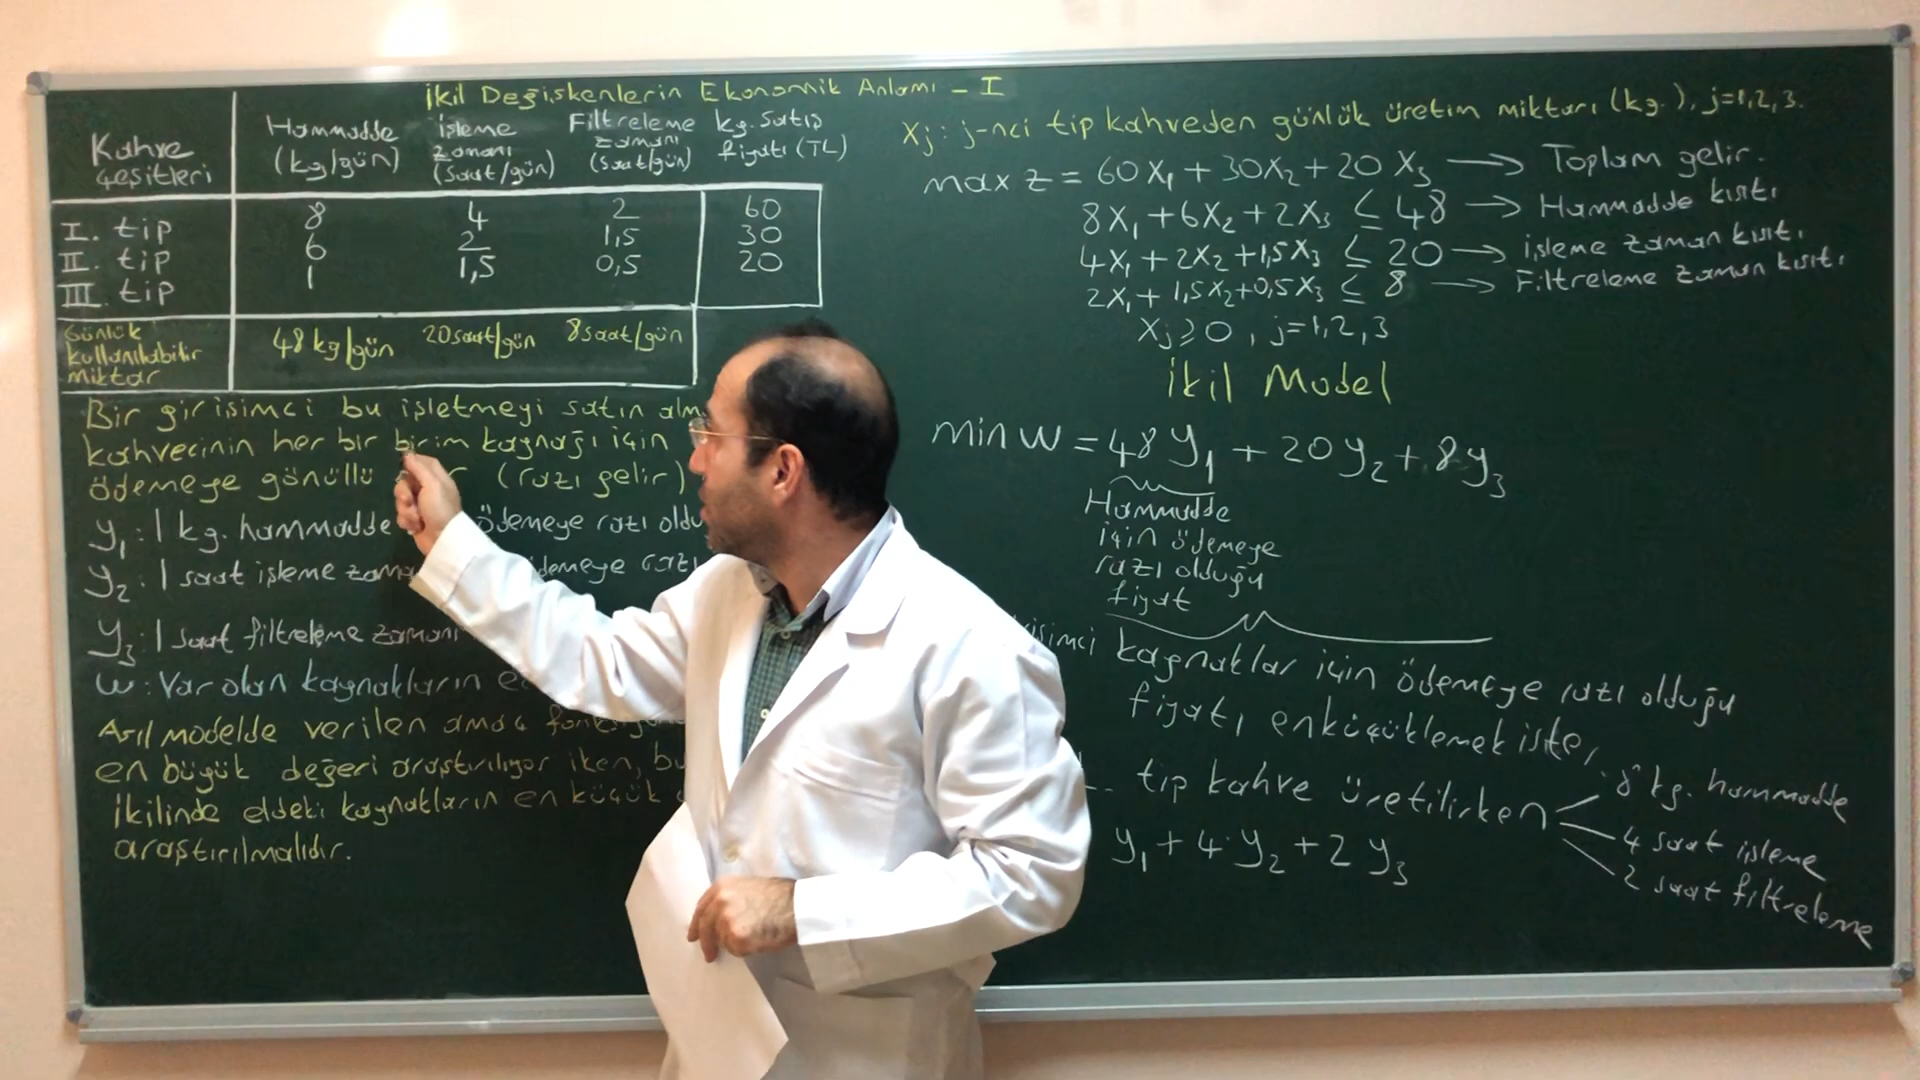 İkil Değişkenlerin Ekonomik Anlamı - I
Kahve çeşitleri
Hammadde (kg/gün)
işleme zamanı (saat/gün)
Filtreleme zamanı (saat/gün)
kg. satış fiyatı (TL)
I. tip 8 4 2 60
II. tip 6 2 1,5 30
III. tip 1 1,5 0,5 20
Günlük kullanılabilir miktar 48 kg/gün 20 saat/gün 8 saat/gün
Bir girişimci bu işletmeyi satın
kahvecinin her bir birim kaynağı için
ödemeye gönüllü (razı gelir)
y₁: 1 kg. hammadde ödemeye razı
y₂: 1 saat işleme ödemeye razı
y₃: 1 saat filtreleme zamanı
w: Var olan kaynakların
Asıl modelde verilen amaç
en büyük değeri araştırılıyor iken,
ikilinde eldeki kaynakların en küçük
araştırılmalıdır.
Xj: j-nci tip kahveden günlük üretim miktarı (kg.), j=1,2,3.
max z = 60X₁ + 30X₂ + 20X₃ → Toplam gelir.
8X₁ + 6X₂ + 2X₃ ≤ 48 → Hammadde kısıtı
4X₁ + 2X₂ + 1,5X₃ ≤ 20 → işleme zaman kısıtı
2X₁ + 1,5X₂ + 0,5X₃ ≤ 8 → Filtreleme zaman kısıtı
Xj ≥ 0, j=1,2,3
İkil Model
min w = 48y₁ + 20y₂ + 8y₃
Hammadde
için ödemeye
razı olduğu
fiyat
kaynaklar için ödemeye razı olduğu
fiyatı enküçüklemek ister
tip kahve üretilirken
8 kg. hammadde
4 saat işleme
2 saat filtreleme
y₁ + 4y₂ + 2y₃